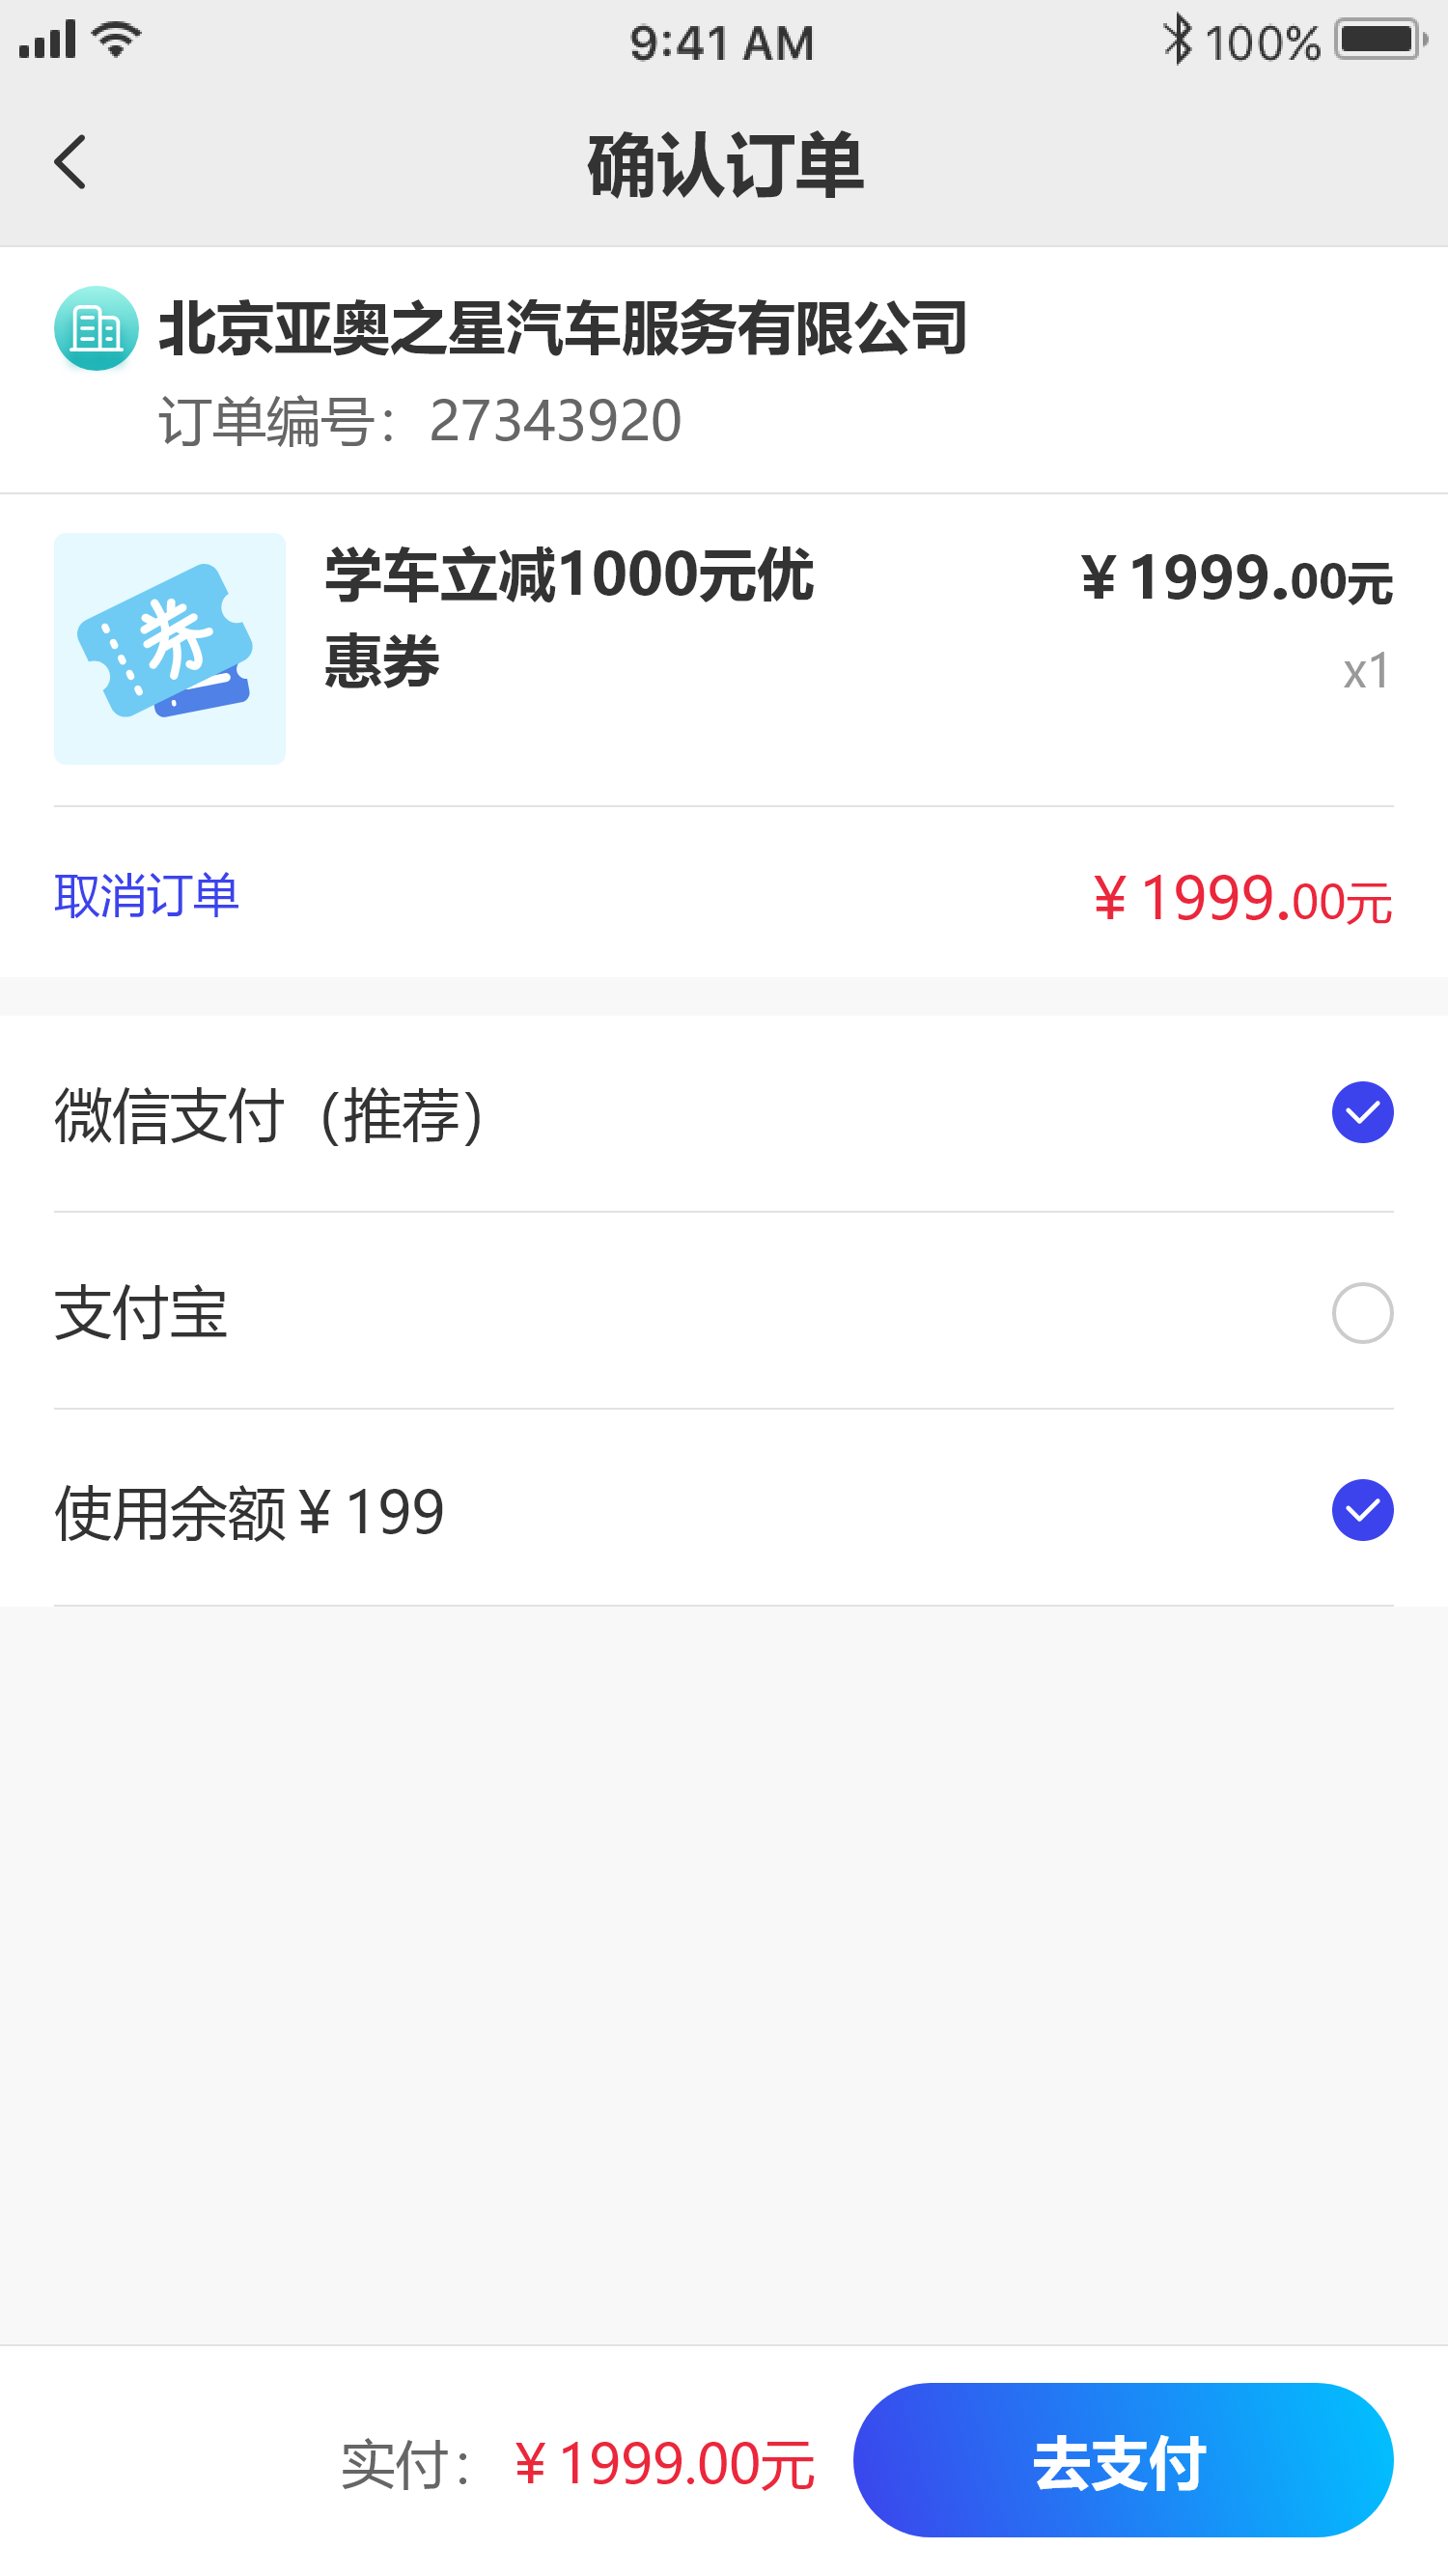 9:41 AM
100%
确认订单
北京亚奥之星汽车服务有限公司
订单编号：27343920
券
学车立减1000元优
惠券
¥1999.00元
x1
取消订单
¥1999.00元
微信支付（推荐）
支付宝
使用余额¥199
实付：¥1999.00元
去支付